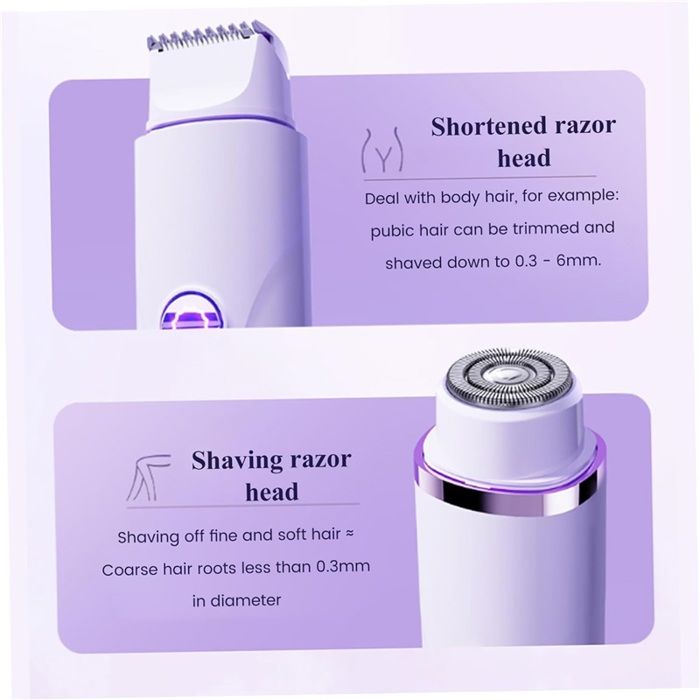 Shortened razor
head
Deal with body hair, for example:
pubic hair can be trimmed and
shaved down to 0.3 - 6mm.
Shaving razor
head
Shaving off fine and soft hair ≈
Coarse hair roots less than 0.3mm
in diameter